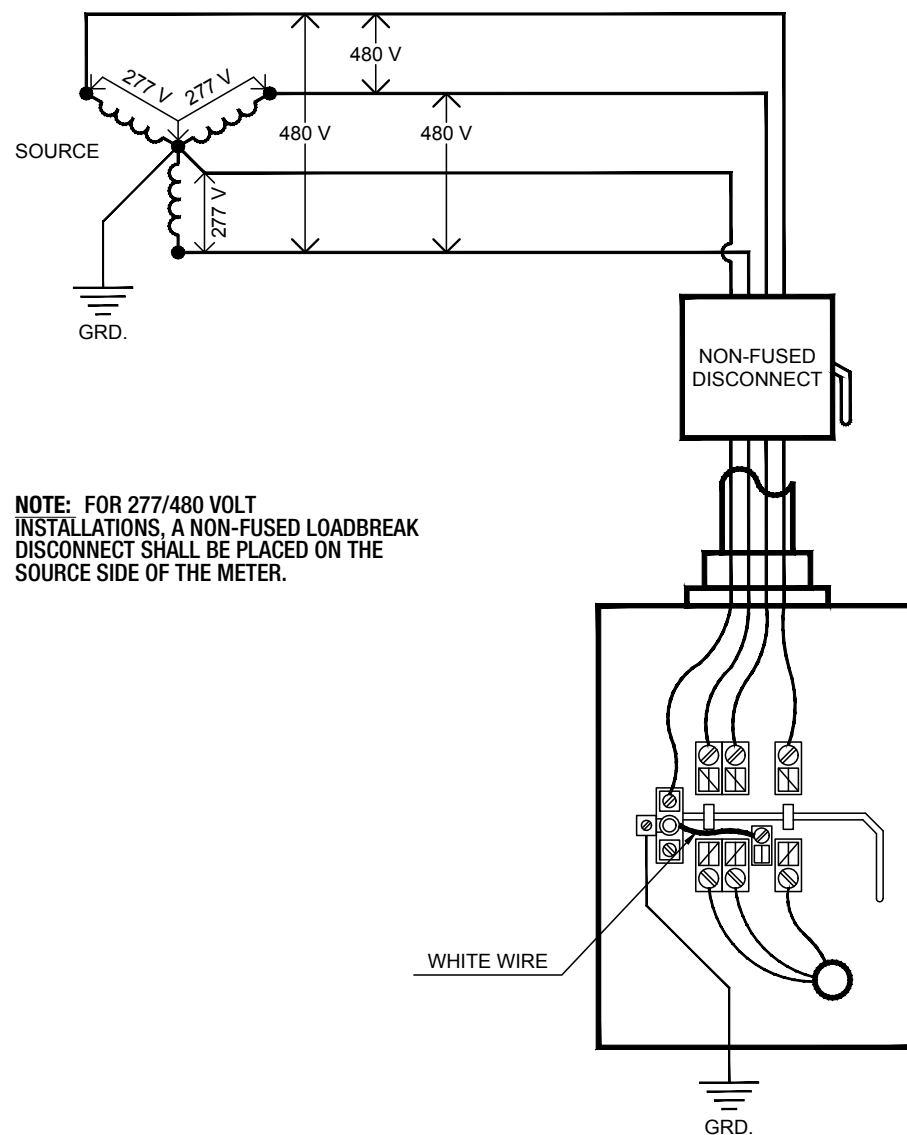 480 V
277 V
277 V
480 V
480 V
SOURCE
277 V
GRD.
NON-FUSED
DISCONNECT
NOTE: FOR 277/480 VOLT
INSTALLATIONS, A NON-FUSED LOADBREAK
DISCONNECT SHALL BE PLACED ON THE
SOURCE SIDE OF THE METER.
WHITE WIRE
GRD.